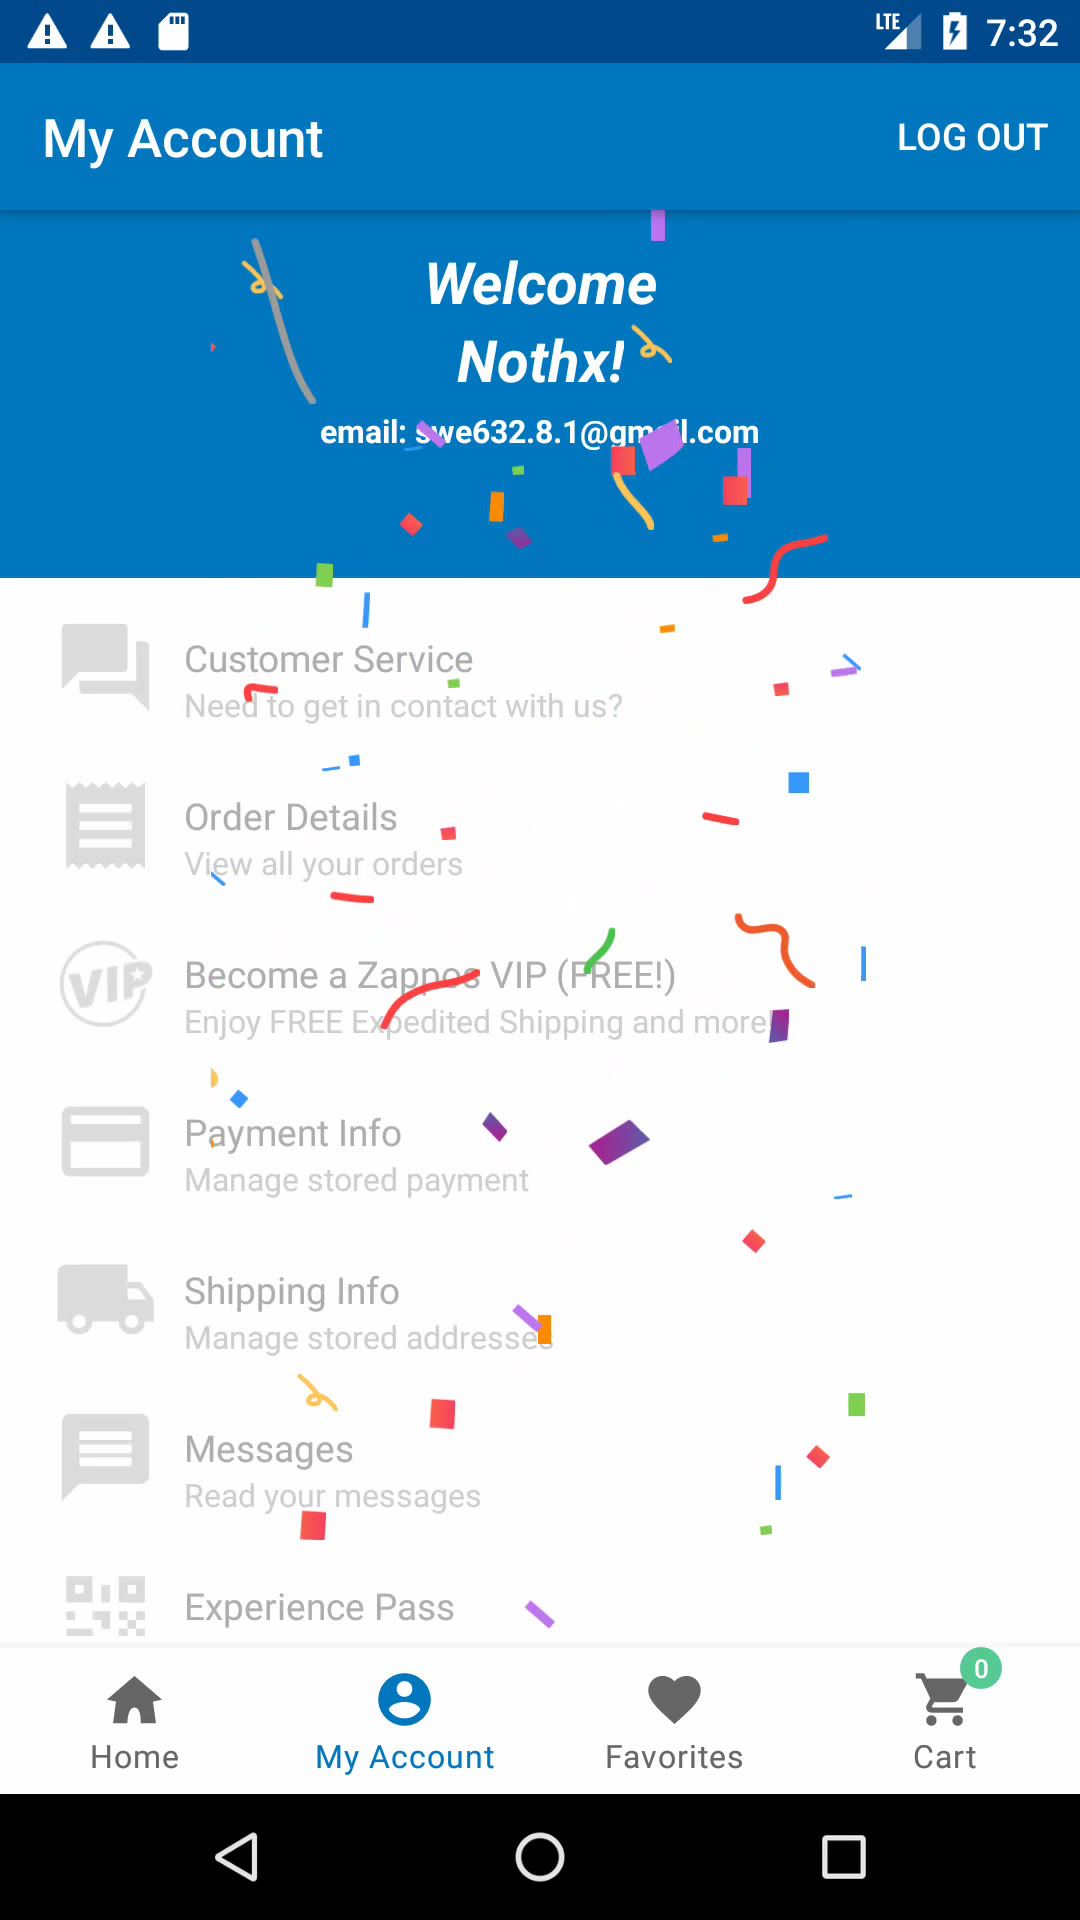 LTE 7:32
My Account LOG OUT
Welcome
Nothx!
email: swe632.8.1@gmail.com
Customer Service
Need to get in contact with us?
Order Details
View all your orders
VIP
Become a Zappos VIP (FREE!)
Enjoy FREE Expedited Shipping and more!
Payment Info
Manage stored payment
Shipping Info
Manage stored addresses
Messages
Read your messages
Experience Pass
0
Home My Account Favorites Cart